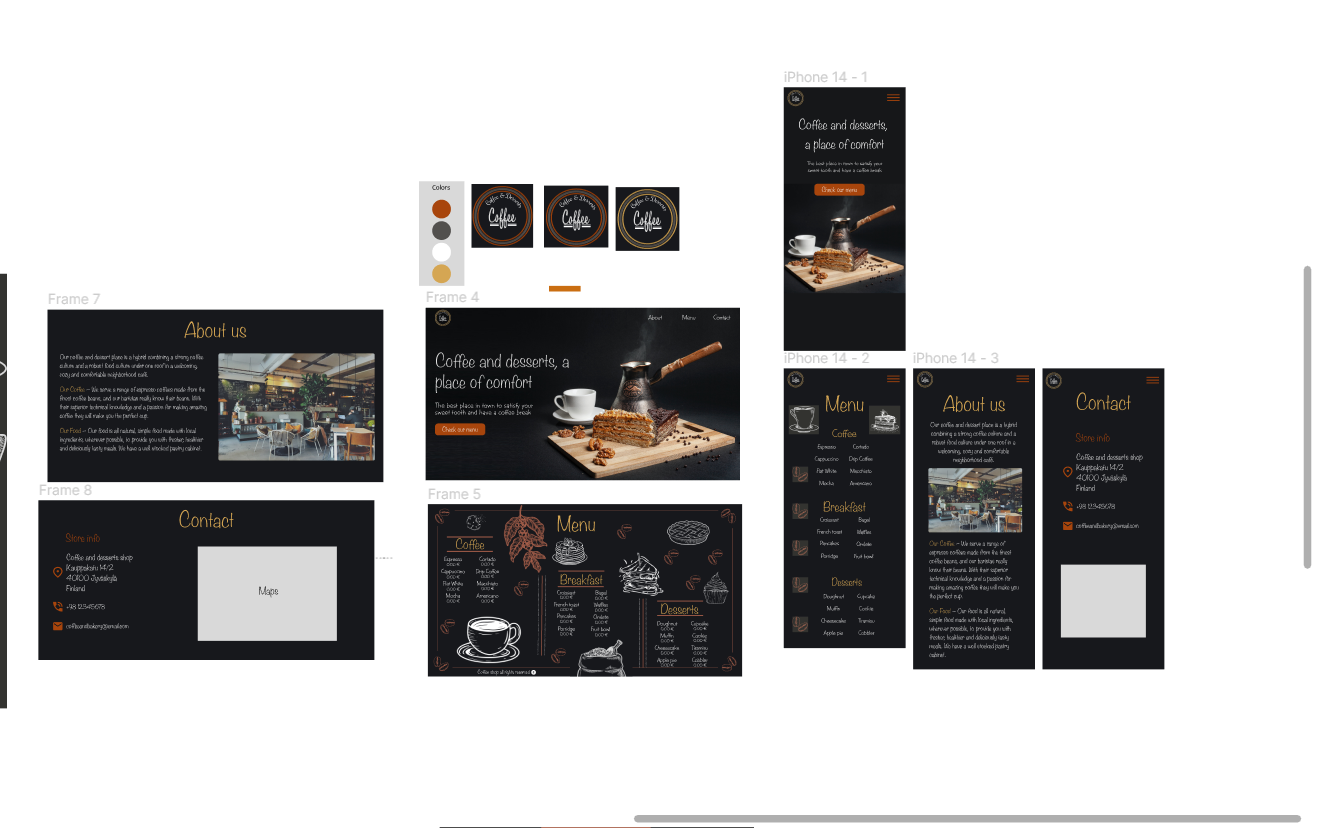 iPhone 14 - 1
Coffee and desserts,
a place of comfort
The best place in town to satisfy your
sweet tooth and have a coffee break
Check our menu
Colors
Coffee & Desserts
Coffee
Coffee & Desserts
Coffee
Coffee & Desserts
Coffee
Frame 7
About us
Our coffee and dessert place is a hybrid combining a strong coffee
culture and a robust food culture under one roof in a welcoming,
cozy and comfortable neighborhood café.
Our Coffee – We serve a range of espresso coffees made from the
finest coffee beans, and our baristas really know their beans. With
their superior technical knowledge and a passion for making amazing
coffee they will make you the perfect cup.
Our Food – Our food is all natural, simple food made with local
ingredients, wherever possible, to provide you with fresher, healthier
and deliciously tasty meals. We have a well stocked pastry cabinet.
Frame 4
About Menu Contact
Coffee and desserts, a
place of comfort
The best place in town to satisfy your
sweet tooth and have a coffee break
Check our menu
Frame 8
Contact
Store info
Coffee and desserts shop
Kauppakatu 14/2
40100 Jyväskylä
Finland
+98 12345678
coffeeandbakery@email.com
Maps
Frame 5
Menu
Coffee
Espresso Cortado
Cappuccino Drip Coffee
Flat White Macchiato
Mocha Americano
Breakfast
Croissant Bagel
French toast Waffles
Pancakes Omlate
Porridge Fruit bowl
Desserts
Doughnut Cupcake
Muffin Cookie
Cheesecake Tiramisu
Apple pie Cobbler
Coffee shop all rights reserved
iPhone 14 - 2
Menu
Coffee
Espresso Cortado
Cappuccino Drip Coffee
Flat White Macchiato
Mocha Americano
Breakfast
Croissant Bagel
French toast Waffles
Pancakes Omlate
Porridge Fruit bowl
Desserts
Doughnut Cupcake
Muffin Cookie
Cheesecake Tiramisu
Apple pie Cobbler
iPhone 14 - 3
About us
Our coffee and dessert place is a hybrid
combining a strong coffee culture and a
robust food culture under one roof in a
welcoming, cozy and comfortable
neighborhood café.
Our Coffee – We serve a range of
espresso coffees made from the finest
coffee beans, and our baristas really
know their beans. With their superior
technical knowledge and a passion for
making amazing coffee they will make you
the perfect cup.
Our Food – Our food is all natural,
simple food made with local ingredients,
wherever possible, to provide you with
fresher, healthier and deliciously tasty
meals. We have a well stocked pastry
cabinet.
Contact
Store info
Coffee and desserts shop
Kauppakatu 14/2
40100 Jyväskylä
Finland
+98 12345678
coffeeandbakery@email.com